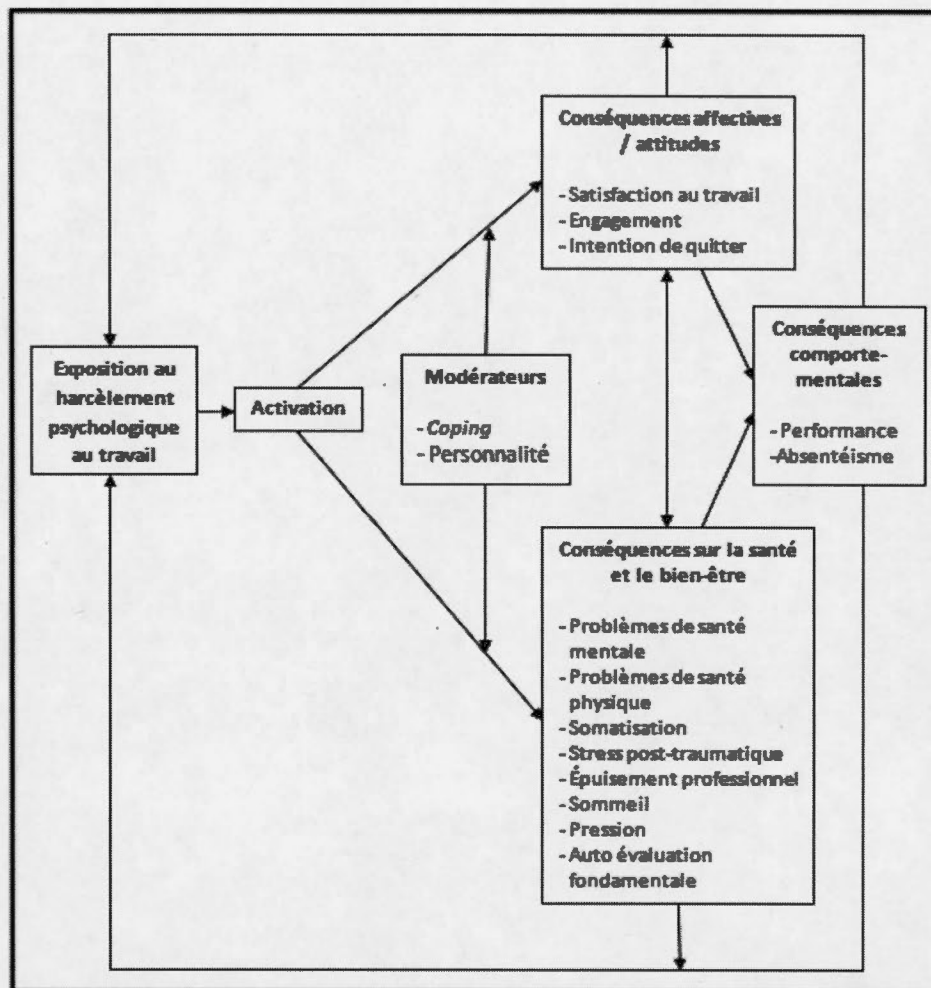 Conséquences affectives
/ attitudes
- Satisfaction au travail
- Engagement
- Intention de quitter
Exposition au
harcèlement
psychologique
au travail
Activation
Modérateurs
- Coping
- Personnalité
Conséquences
comporte-
mentales
- Performance
- Absentéisme
Conséquences sur la santé
et le bien-être
- Problèmes de santé
mentale
- Problèmes de santé
physique
- Somatisation
- Stress post-traumatique
- Épuisement professionnel
- Sommeil
- Pression
- Auto évaluation
fondamentale